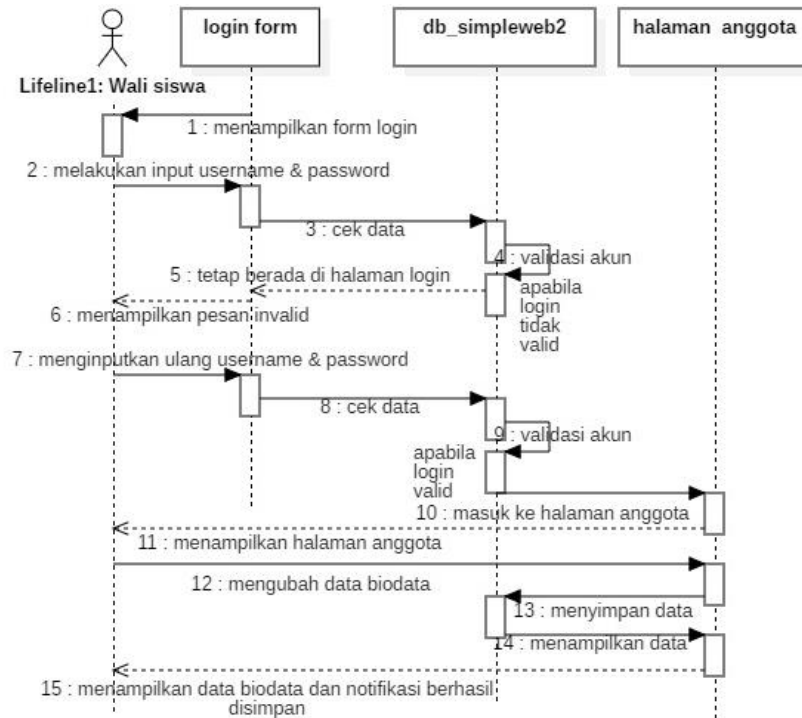 login form
db_simpleweb2
halaman anggota
Lifeline1: Wali siswa
1 : menampilkan form login
2 : melakukan input username & password
3 : cek data
4 : validasi akun
5 : tetap berada di halaman login
apabila
login
tidak
valid
6 : menampilkan pesan invalid
7 : menginputkan ulang username & password
8 : cek data
9 : validasi akun
apabila
login
valid
10 : masuk ke halaman anggota
11 : menampilkan halaman anggota
12 : mengubah data biodata
13 : menyimpan data
14 : menampilkan data
15 : menampilkan data biodata dan notifikasi berhasil
disimpan